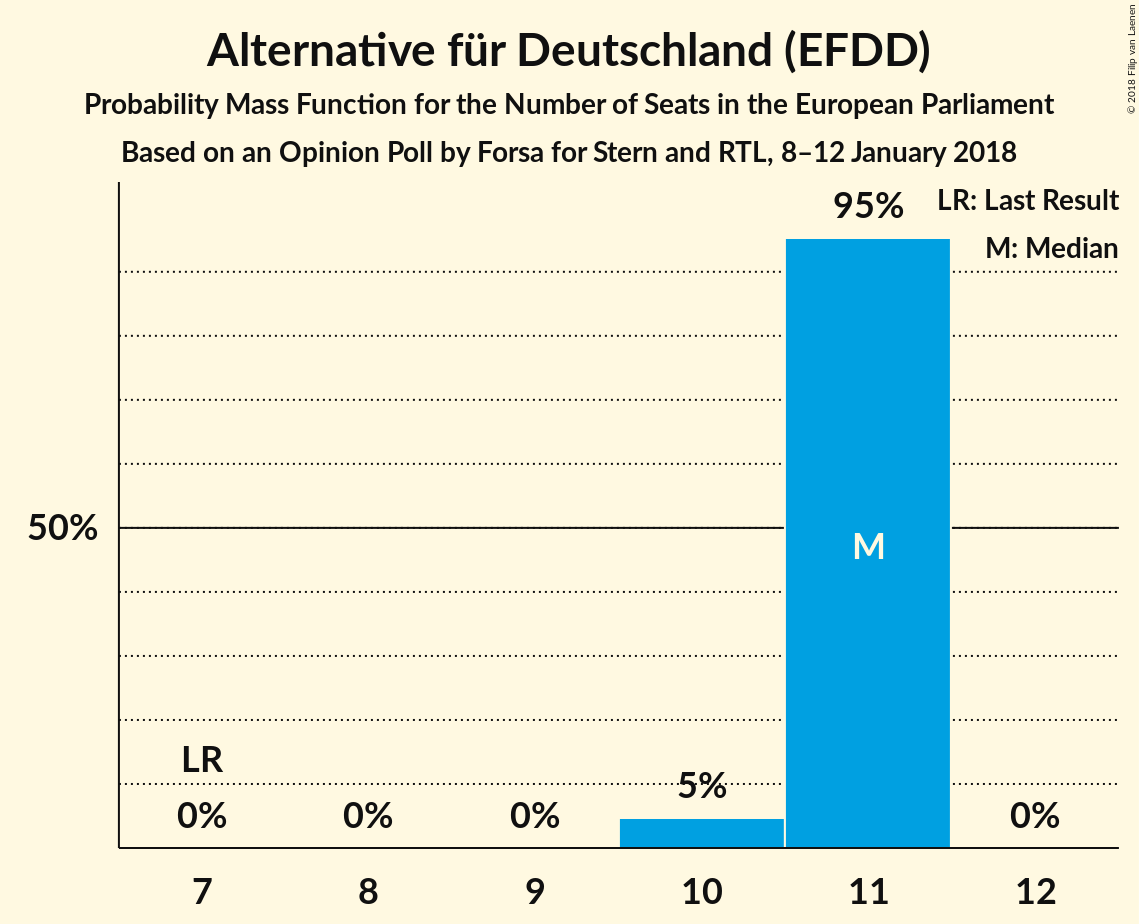 Alternative für Deutschland (EFDD)
Probability Mass Function for the Number of Seats in the European Parliament
Based on an Opinion Poll by Forsa for Stern and RTL, 8–12 January 2018
© 2018 Filip van Laenen
95%
LR: Last Result
M: Median
50%
M
LR
0%
0%
0%
5%
0%
7
8
9
10
11
12